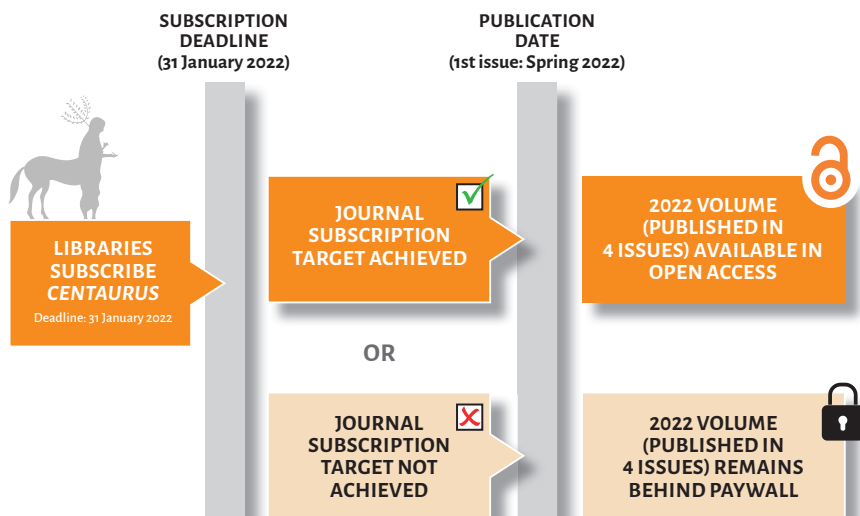 SUBSCRIPTION
DEADLINE
(31 January 2022)
PUBLICATION
DATE
(1st issue: Spring 2022)
LIBRARIES
SUBSCRIBE
CENTAURUS
Deadline: 31 January 2022
JOURNAL
SUBSCRIPTION
TARGET ACHIEVED
2022 VOLUME
(PUBLISHED IN
4 ISSUES) AVAILABLE IN
OPEN ACCESS
OR
JOURNAL
SUBSCRIPTION
TARGET NOT
ACHIEVED
2022 VOLUME
(PUBLISHED IN
4 ISSUES) REMAINS
BEHIND PAYWALL